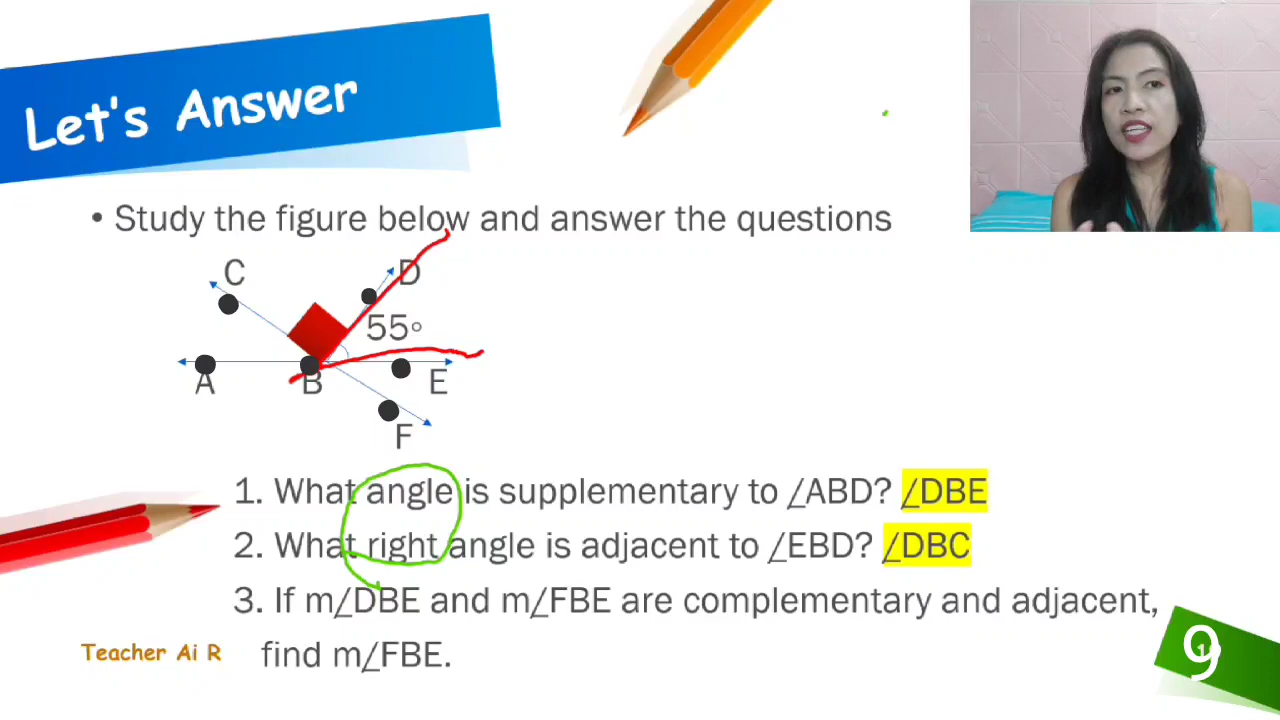 Let's Answer
• Study the figure below and answer the questions
C
D
55°
A
B
E
F
1. What angle is supplementary to ∠ABD? ∠DBE
2. What right angle is adjacent to ∠EBD? ∠DBC
3. If m∠DBE and m∠FBE are complementary and adjacent,
find m∠FBE.
Teacher Ai R
9